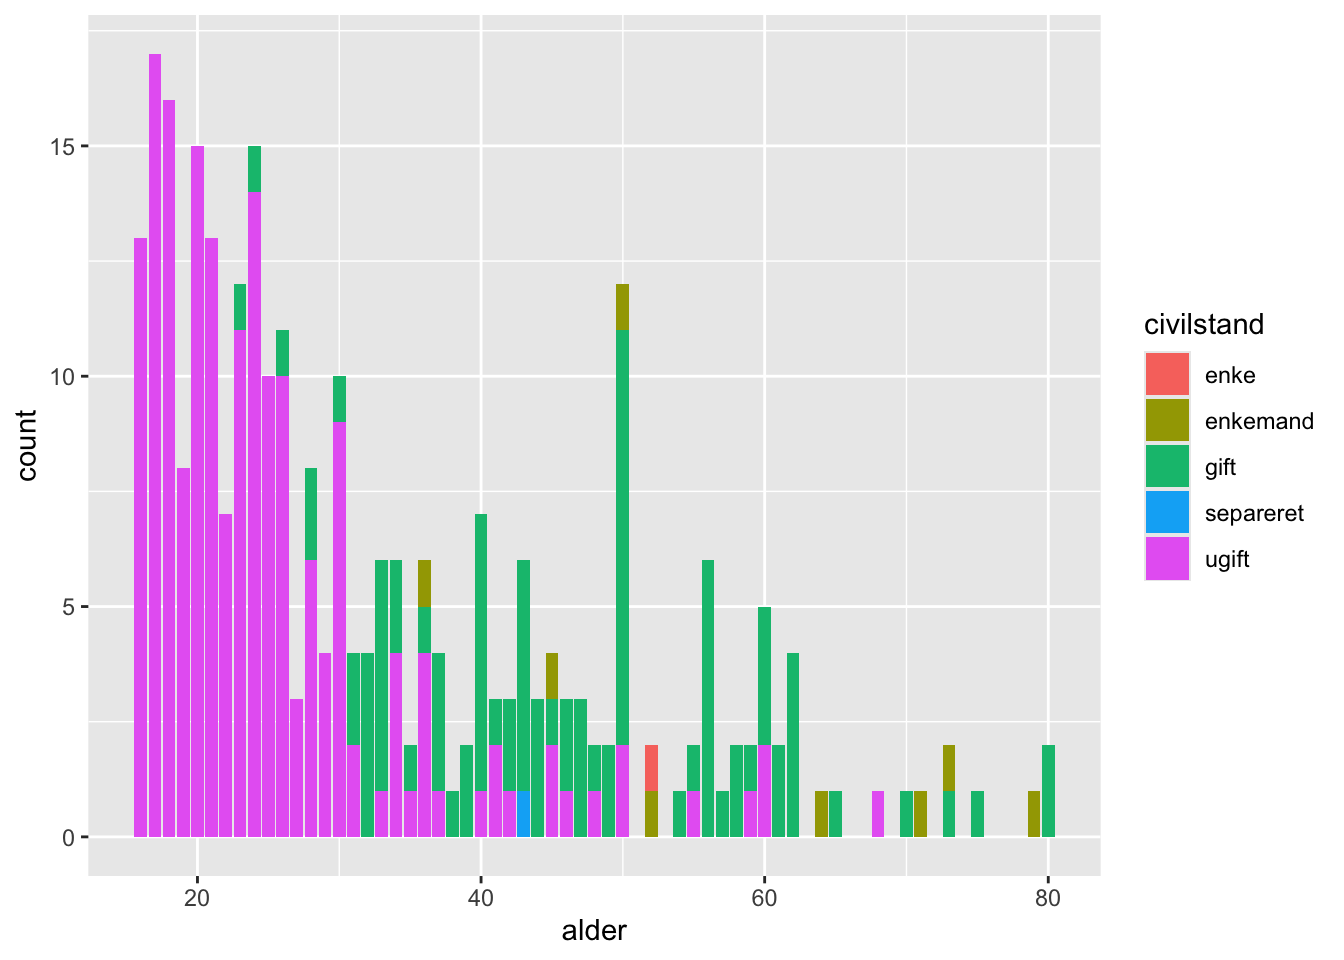 15
10
5
0
20 40 60 80
alder
count
civilstand
enke
enkemand
gift
separeret
ugift